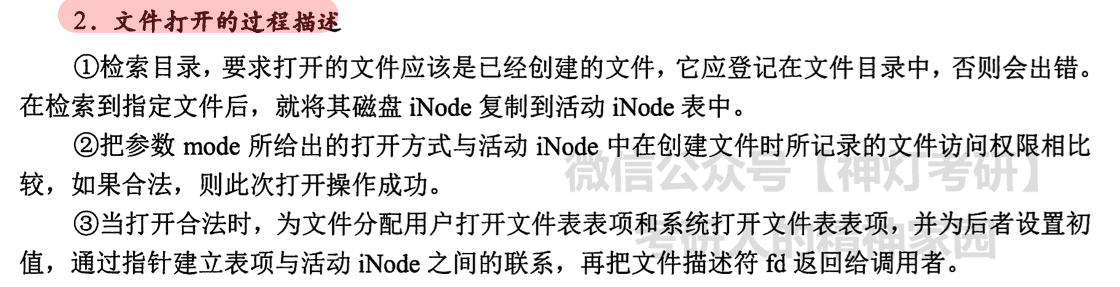 2．文件打开的过程描述
①检索目录，要求打开的文件应该是已经创建的文件，它应登记在文件目录中，否则会出错。
在检索到指定文件后，就将其磁盘 iNode 复制到活动 iNode 表中。
②把参数 mode 所给出的打开方式与活动 iNode 中在创建文件时所记录的文件访问权限相比
较，如果合法，则此次打开操作成功。
微信公众号【神灯考研】
③当打开合法时，为文件分配用户打开文件表表项和系统打开文件表表项，并为后者设置初
考研人的精神家园
值，通过指针建立表项与活动 iNode 之间的联系，再把文件描述符 fd 返回给调用者。